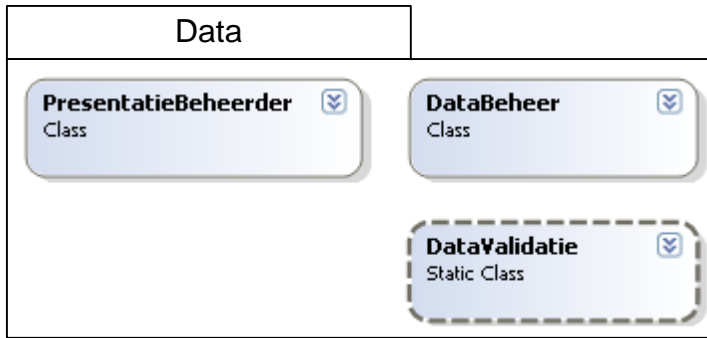 Data
PresentatieBeheerder
Class
DataBeheer
Class
DataValidatie
Static Class